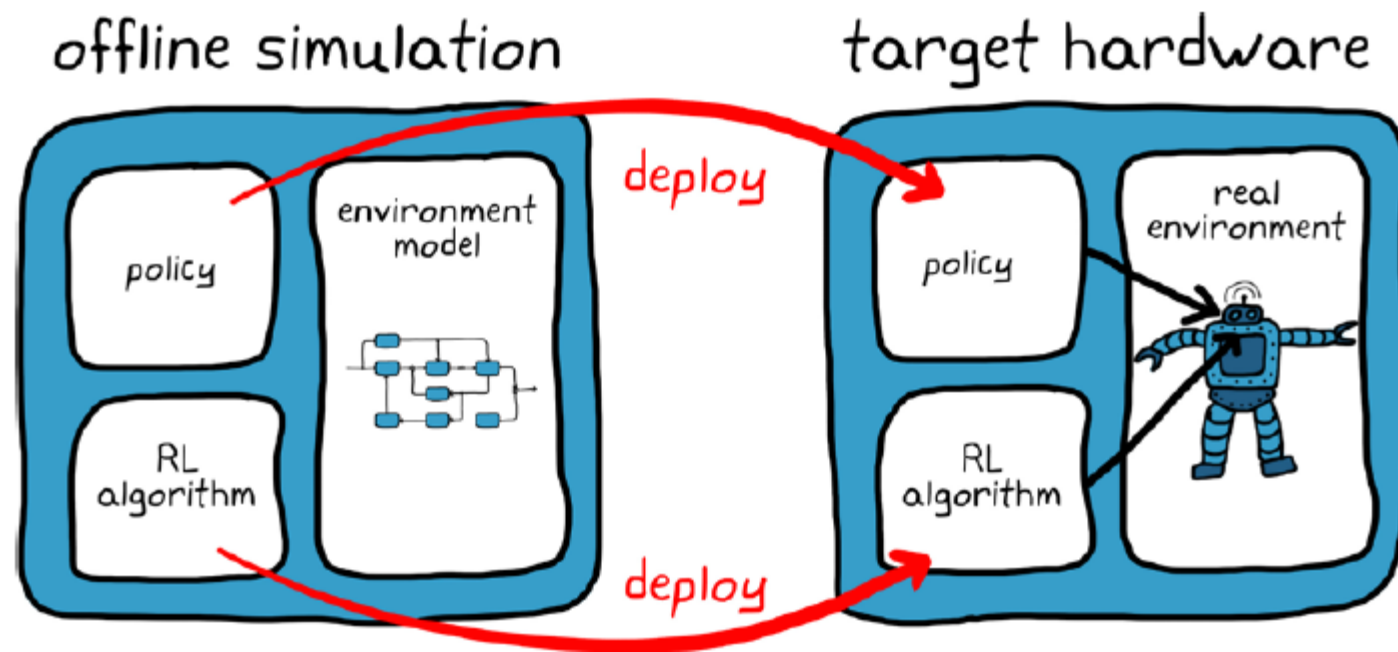 offline simulation
target hardware
policy
environment
model
RL
algorithm
deploy
deploy
policy
real
environment
RL
algorithm